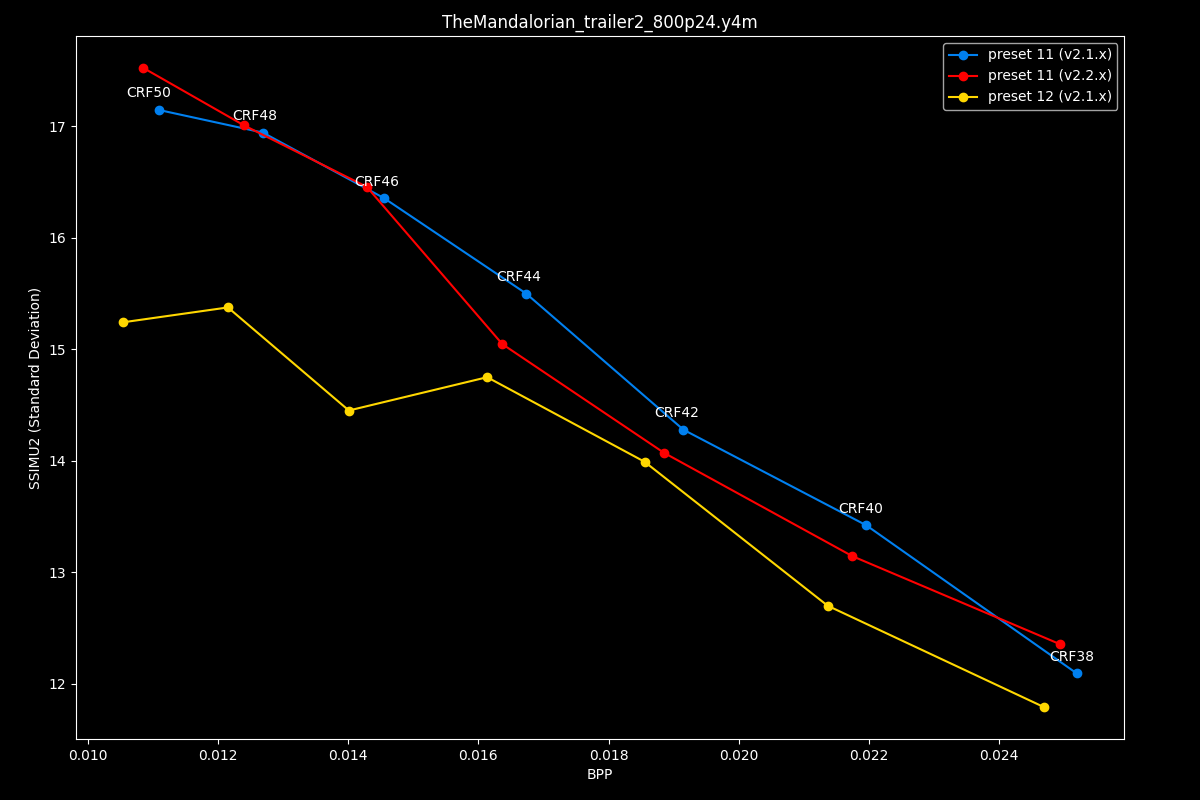 TheMandalorian_trailer2_800p24.y4m
preset 11 (v2.1.x)
preset 11 (v2.2.x)
preset 12 (v2.1.x)
CRF50
CRF48
CRF46
CRF44
CRF42
CRF40
CRF38
SSIMU2 (Standard Deviation)
17
16
15
14
13
12
0.010
0.012
0.014
0.016
0.018
0.020
0.022
0.024
BPP